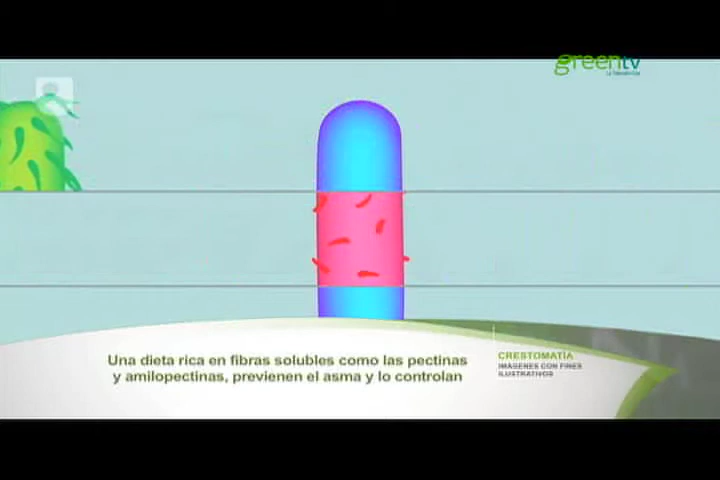 greentv
Una dieta rica en fibras solubles como las pectinas
y amilopectinas, previenen el asma y lo controlan
CRESTOMATÍA
IMAGENES CON FINES
ILUSTRATIVOS